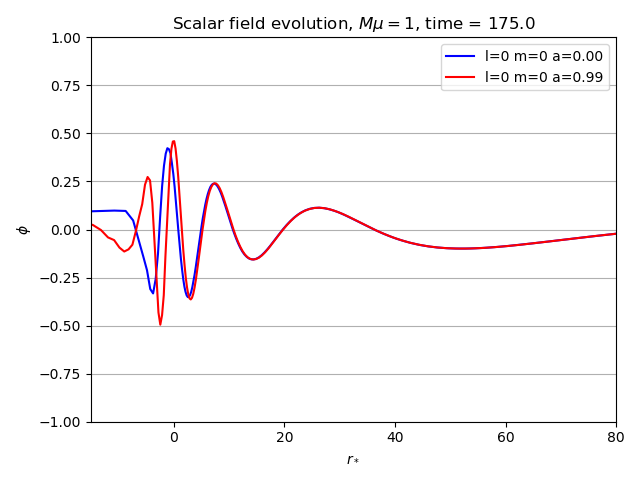 Scalar field evolution, Mμ = 1, time = 175.0
l=0 m=0 a=0.00
l=0 m=0 a=0.99
1.00
0.75
0.50
0.25
0.00
−0.25
−0.50
−0.75
−1.00
ϕ
0 20 40 60 80
r*